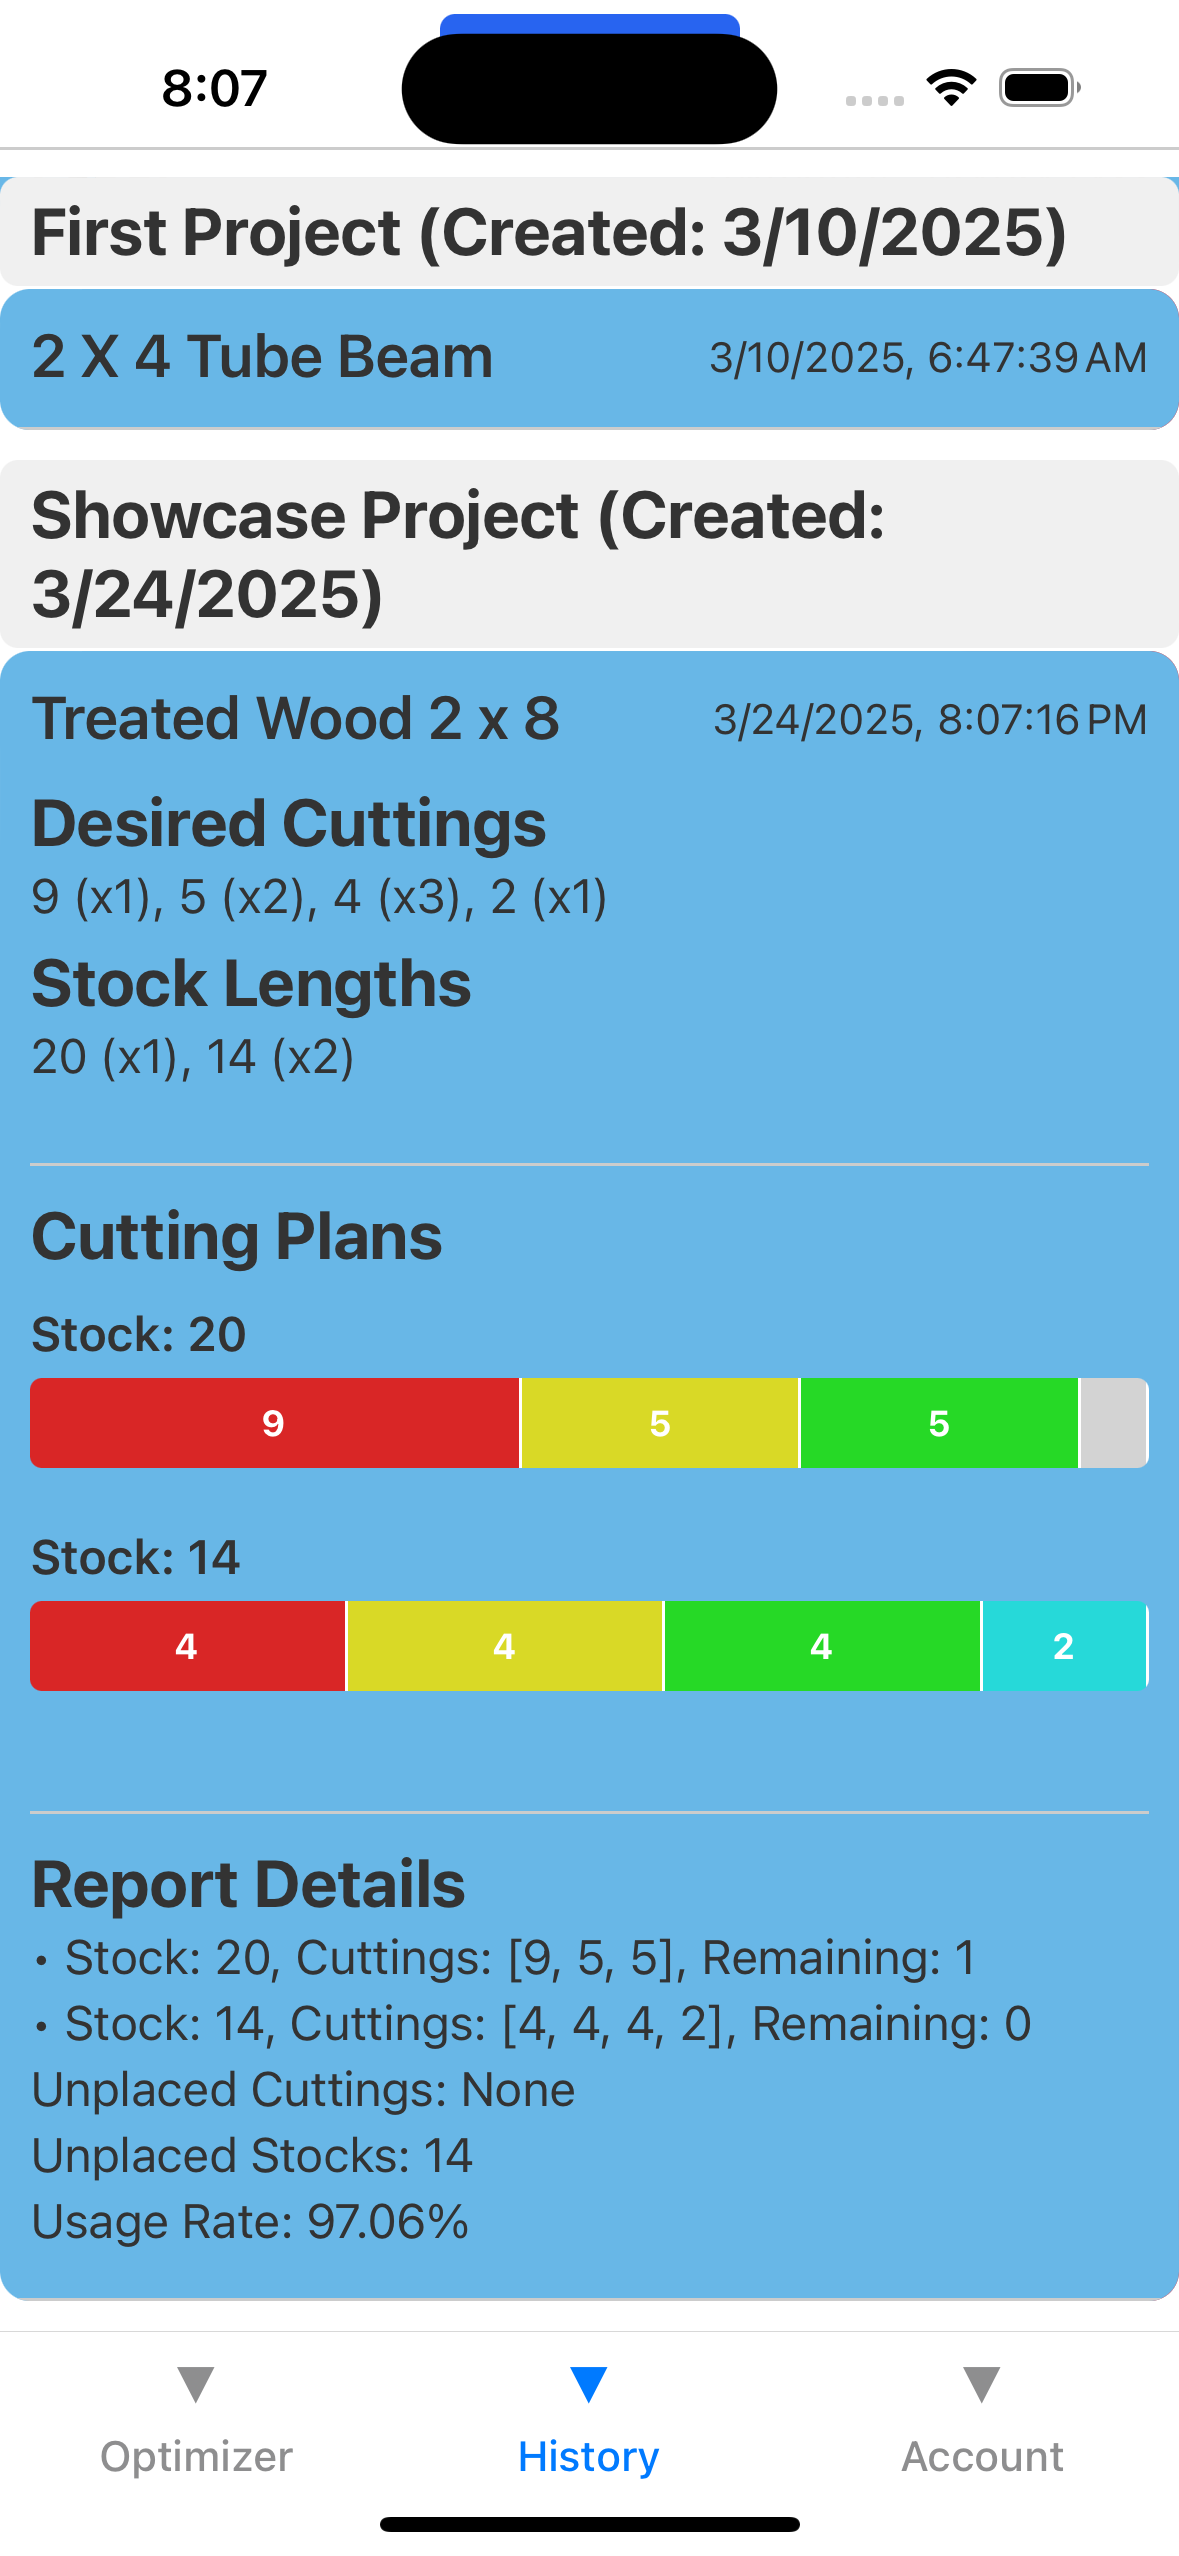 8:07
First Project (Created: 3/10/2025)
2 X 4 Tube Beam 3/10/2025, 6:47:39 AM
Showcase Project (Created:
3/24/2025)
Treated Wood 2 x 8 3/24/2025, 8:07:16 PM
Desired Cuttings
9 (x1), 5 (x2), 4 (x3), 2 (x1)
Stock Lengths
20 (x1), 14 (x2)
Cutting Plans
Stock: 20
9 5 5
Stock: 14
4 4 4 2
Report Details
• Stock: 20, Cuttings: [9, 5, 5], Remaining: 1
• Stock: 14, Cuttings: [4, 4, 4, 2], Remaining: 0
Unplaced Cuttings: None
Unplaced Stocks: 14
Usage Rate: 97.06%
Optimizer History Account